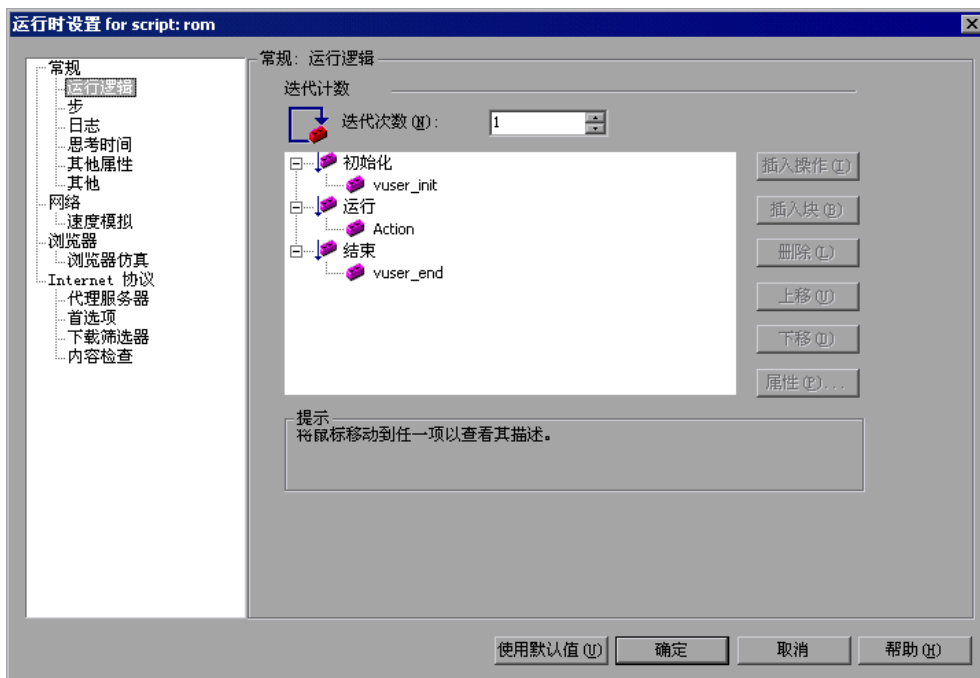 运行时设置 for script: rom
常规
运行逻辑
步
日志
思考时间
其他属性
其他
网络
速度模拟
浏览器
浏览器仿真
Internet 协议
代理服务器
首选项
下载筛选器
内容检查
常规: 运行逻辑
迭代计数
迭代次数(N):
1
初始化
vuser_init
运行
Action
结束
vuser_end
插入操作(I)
插入块(B)
删除(L)
上移(U)
下移(D)
属性(P)...
提示
将鼠标移动到任一项以查看其描述。
使用默认值(U)
确定
取消
帮助(H)